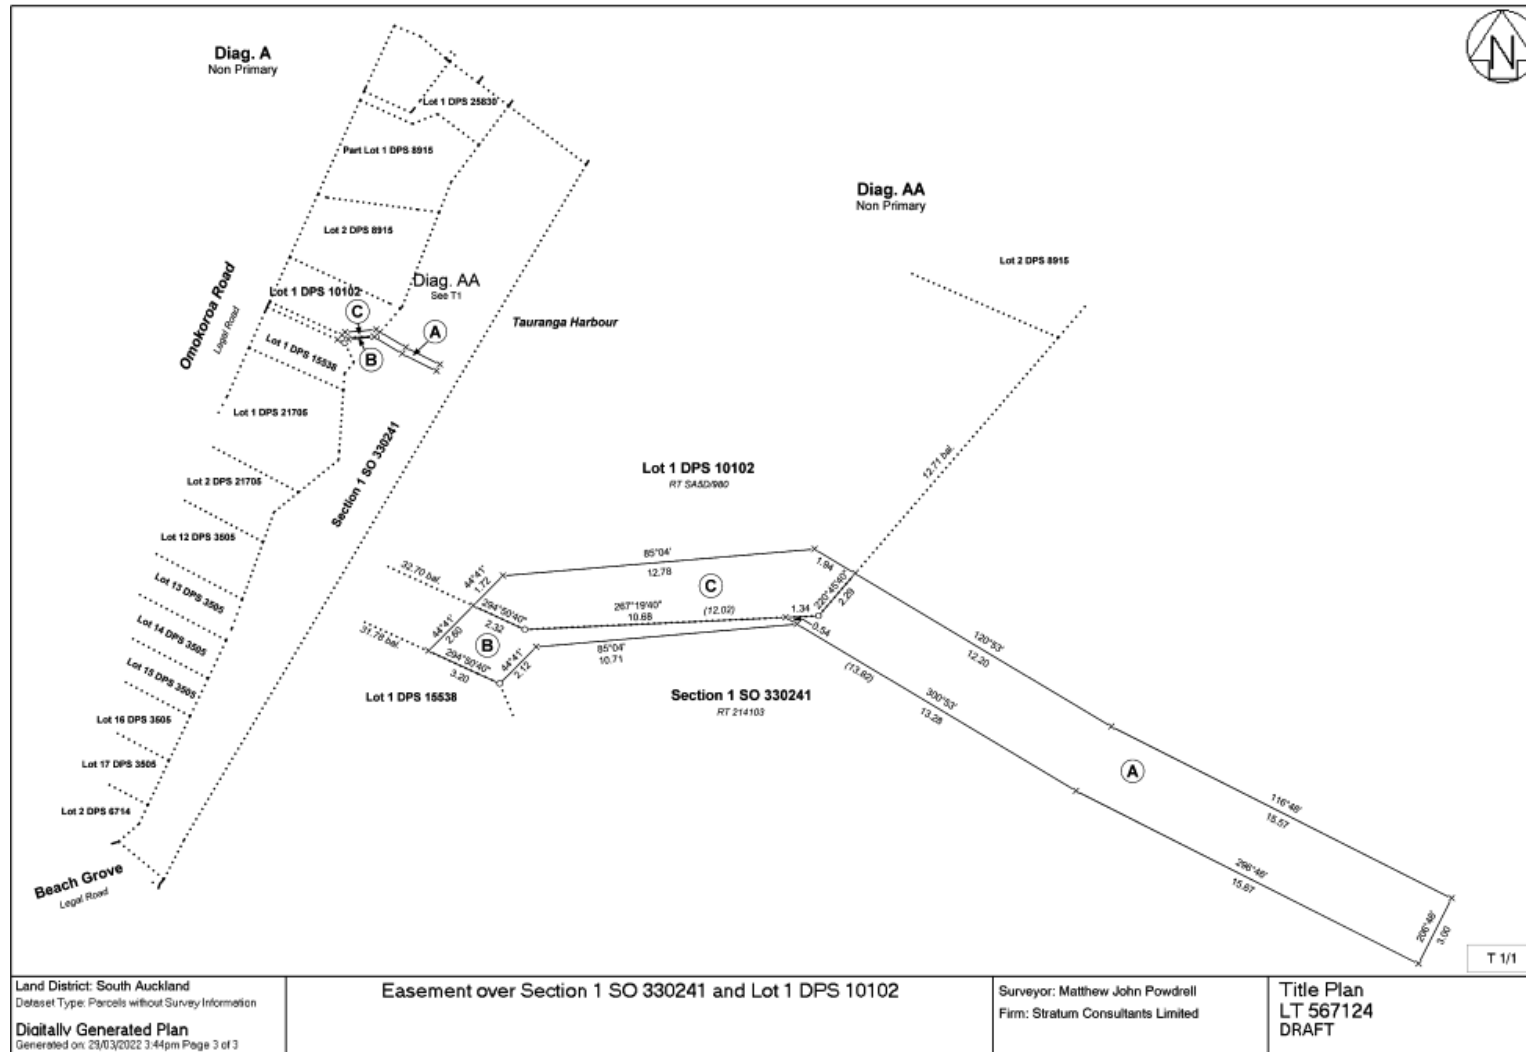 Diag. A
Non Primary
N
Lot 1 DPS 25830
Part Lot 1 DPS 8915
Diag. AA
Non Primary
Lot 2 DPS 8915
Lot 2 DPS 8915
Omokoroa Road
Legal Road
Diag. AA
See T1
Lot 1 DPS 10102
C
A
B
Tauranga Harbour
Lot 1 DPS 15538
Lot 1 DPS 21705
Section 1 SO 330241
12.71 bal.
Lot 1 DPS 10102
RT SA5D/980
Lot 2 DPS 21705
Lot 12 DPS 3505
Lot 13 DPS 3505
Lot 14 DPS 3505
Lot 15 DPS 3505
Lot 16 DPS 3505
Lot 17 DPS 3505
Lot 2 DPS 6714
Beach Grove
Legal Road
32.70 bal.
44°41'
1.72
85°04'
12.78
1.94
C
220°45'40"
2.29
294°50'40"
2.32
267°19'40"
10.68
(12.02)
1.34
0.54
31.78 bal.
44°41'
2.60
B
294°50'40"
3.20
44°41'
2.12
85°04'
10.71
Lot 1 DPS 15538
Section 1 SO 330241
RT 214103
120°53'
12.20
(13.82)
300°53'
13.28
A
116°46'
15.57
296°46'
15.67
206°46'
3.00
T 1/1
Land District: South Auckland
Dataset Type: Parcels without Survey Information
Digitally Generated Plan
Generated on: 29/03/2022 3:44pm Page 3 of 3
Easement over Section 1 SO 330241 and Lot 1 DPS 10102
Surveyor: Matthew John Powdrell
Firm: Stratum Consultants Limited
Title Plan
LT 567124
DRAFT